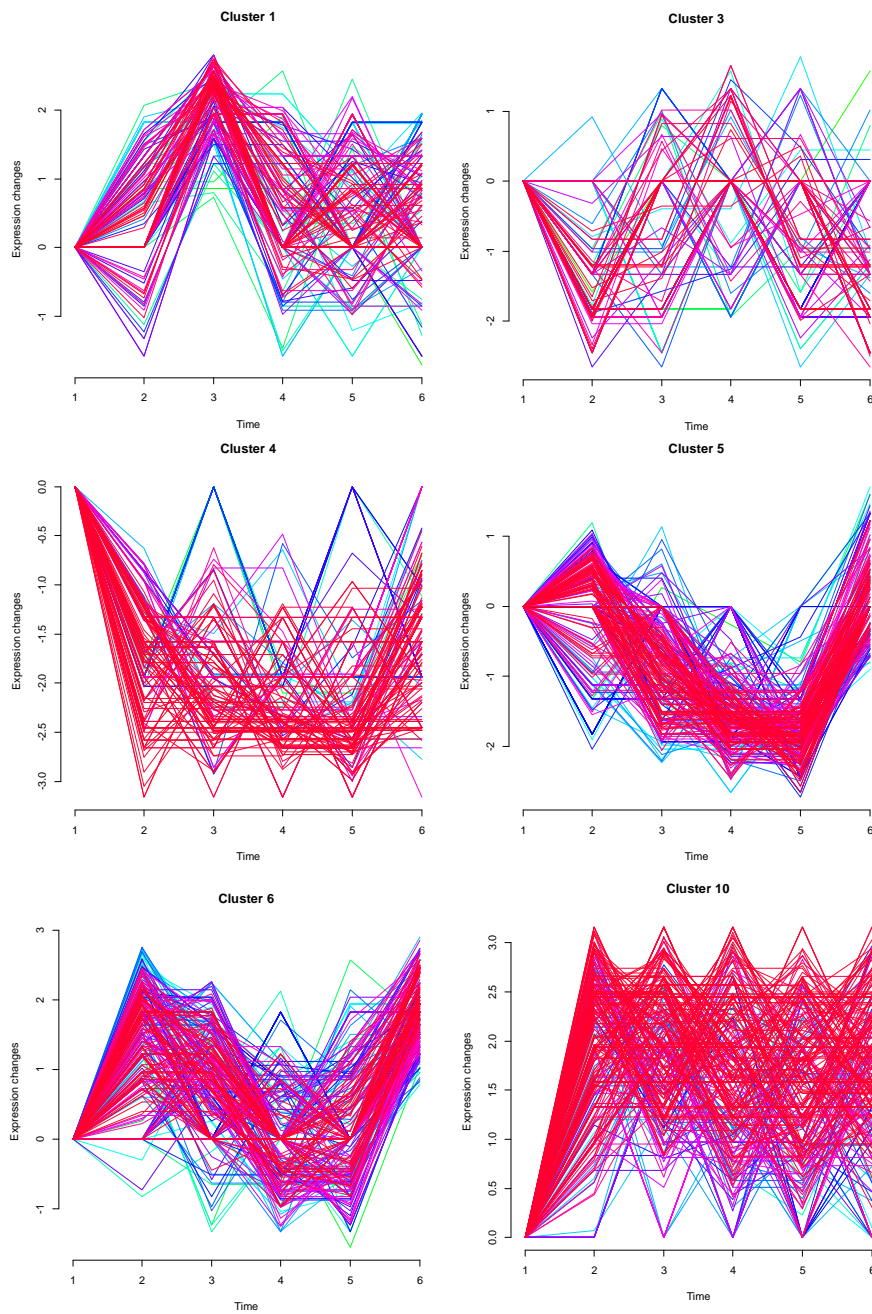 Cluster 1
Expression changes
2
1
0
-1
1 2 3 4 5 6
Time
Cluster 3
Expression changes
1
0
-1
-2
1 2 3 4 5 6
Time
Cluster 4
Expression changes
0.0
-0.5
-1.0
-1.5
-2.0
-2.5
-3.0
1 2 3 4 5 6
Time
Cluster 5
Expression changes
1
0
-1
-2
1 2 3 4 5 6
Time
Cluster 6
Expression changes
3
2
1
0
-1
1 2 3 4 5 6
Time
Cluster 10
Expression changes
3.0
2.5
2.0
1.5
1.0
0.5
0.0
1 2 3 4 5 6
Time